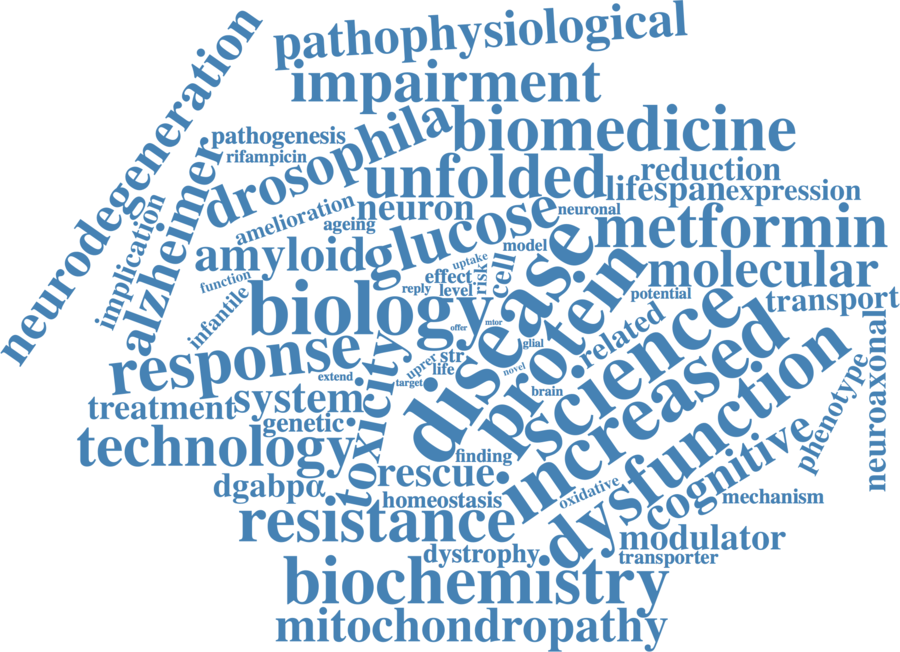 pathophysiological
impairment
neurodegeneration
biomedicine
pathogenesis
rifampicin
drosophila
alzheimer
unfolded
reduction
lifespan
expression
amelioration
neuron
ageing
neuronal
implication
glucose
metformin
amyloid
model
uptake
risk
cell
effect
molecular
function
reply
level
disease
potential
transport
infantile
biology
protein
science
offer
mtor
related
glial
response
uprer
str
life
novel
increased
neuroaxonal
extend
target
brain
phenotype
treatment
system
toxicity
dysfunction
genetic
•
technology
cognitive
finding
rescue
•
dgabpα
homeostasis
oxidative
mechanism
resistance
modulator
dystrophy
transporter
biochemistry
mitochondropathy